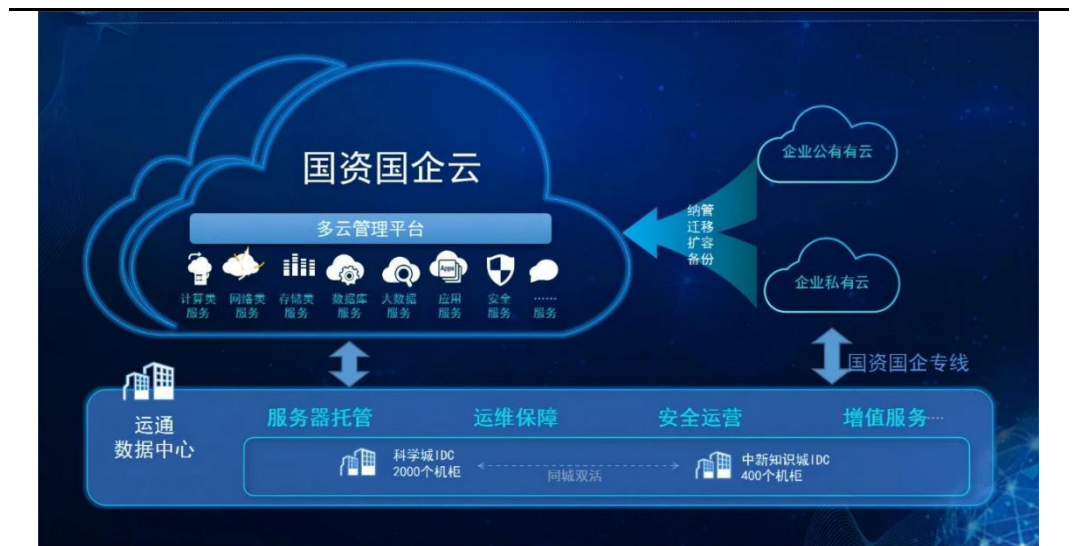 国资国企云
多云管理平台
计算类
服务
网络类
服务
存储类
服务
数据库
服务
大数据
服务
Apps
应用
服务
安全
服务
……
服务
企业公有有云
纳管
迁移
扩容
备份
企业私有云
国资国企专线
运通
数据中心
服务器托管
运维保障
安全运营
增值服务……
科学城IDC
2000个机柜
同城双活
中新知识城IDC
400个机柜